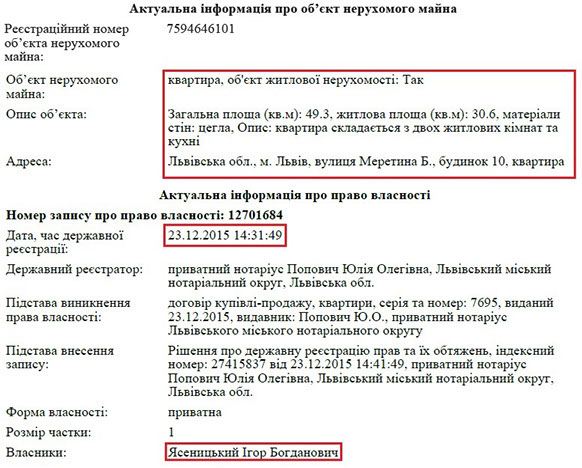 Актуальна інформація про об’єкт нерухомого майна
Реєстраційний номер 7594646101
об’єкта нерухомого
майна:
Об’єкт нерухомого квартира, об'єкт житлової нерухомості: Так
майна:
Опис об’єкта: Загальна площа (кв.м): 49.3, житлова площа (кв.м): 30.6, матеріали
стін: цегла, Опис: квартира складається з двох житлових кімнат та
кухні
Адреса: Львівська обл., м. Львів, вулиця Меретина Б., будинок 10, квартира
Актуальна інформація про право власності
Номер запису про право власності: 12701684
Дата, час державної 23.12.2015 14:31:49
реєстрації:
Державний реєстратор: приватний нотаріус Попович Юлія Олегівна, Львівський міський
нотаріальний округ, Львівська обл.
Підстава виникнення договір купівлі-продажу, квартири, серія та номер: 7695, виданий
права власності: 23.12.2015, видавник: Попович Ю.О., приватний нотаріус
Львівського міського нотаріального округу
Підстава внесення Рішення про державну реєстрацію прав та їх обтяжень, індексний
запису: номер: 27415837 від 23.12.2015 14:41:49, приватний нотаріус
Попович Юлія Олегівна, Львівський міський нотаріальний округ,
Львівська обл.
Форма власності: приватна
Розмір частки: 1
Власники: Ясеницький Ігор Богданович